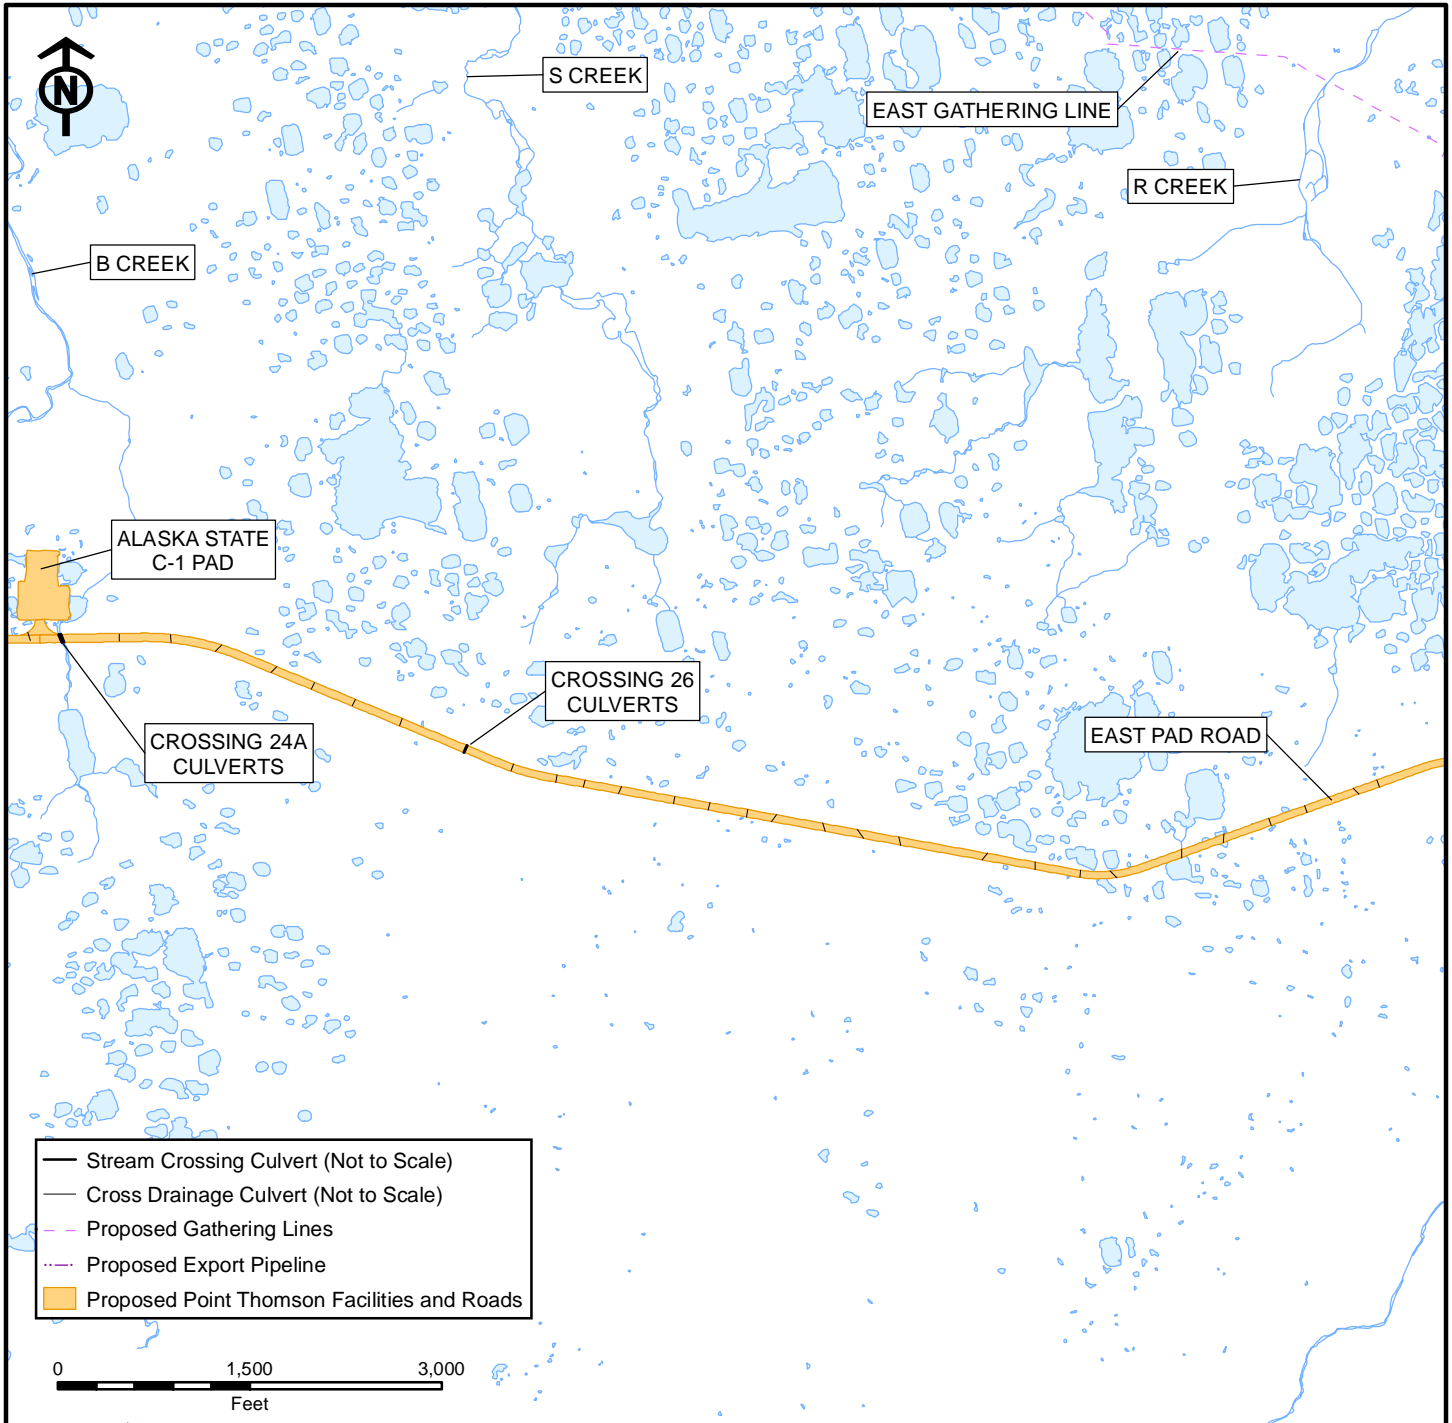 N
S CREEK
EAST GATHERING LINE
R CREEK
B CREEK
ALASKA STATE
C-1 PAD
CROSSING 26
CULVERTS
CROSSING 24A
CULVERTS
EAST PAD ROAD
Stream Crossing Culvert (Not to Scale)
Cross Drainage Culvert (Not to Scale)
Proposed Gathering Lines
Proposed Export Pipeline
Proposed Point Thomson Facilities and Roads
0 1,500 3,000
Feet